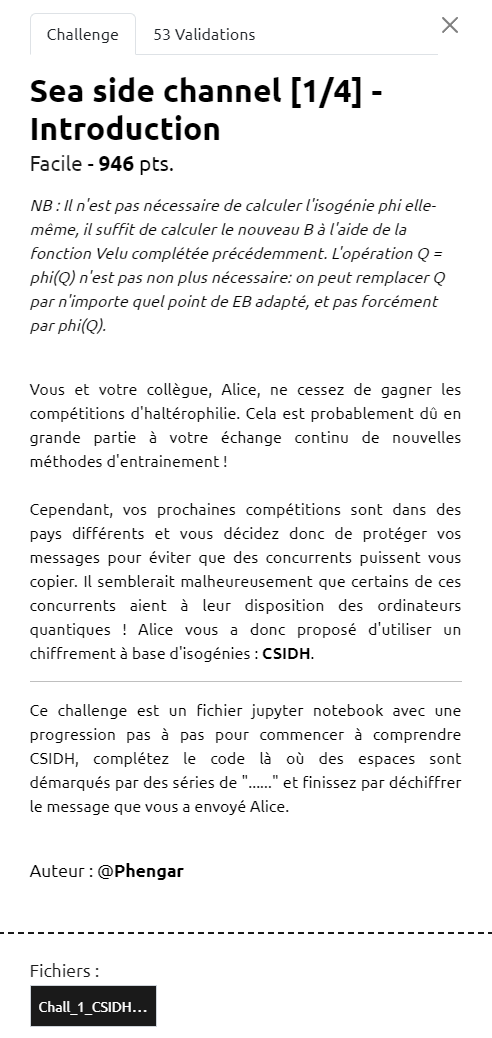 Challenge
53 Validations
Sea side channel [1/4] -
Introduction
Facile - 946 pts.
NB : Il n'est pas nécessaire de calculer l'isogénie phi elle-
même, il suffit de calculer le nouveau B à l'aide de la
fonction Velu complétée précédemment. L'opération Q =
phi(Q) n'est pas non plus nécessaire: on peut remplacer Q
par n'importe quel point de EB adapté, et pas forcément
par phi(Q).
Vous et votre collègue, Alice, ne cessez de gagner les
compétitions d'haltérophilie. Cela est probablement dû en
grande partie à votre échange continu de nouvelles
méthodes d'entrainement !
Cependant, vos prochaines compétitions sont dans des
pays différents et vous décidez donc de protéger vos
messages pour éviter que des concurrents puissent vous
copier. Il semblerait malheureusement que certains de ces
concurrents aient à leur disposition des ordinateurs
quantiques ! Alice vous a donc proposé d'utiliser un
chiffrement à base d'isogénies : CSIDH.
Ce challenge est un fichier jupyter notebook avec une
progression pas à pas pour commencer à comprendre
CSIDH, complétez le code là où des espaces sont
démarqués par des séries de "......" et finissez par déchiffrer
le message que vous a envoyé Alice.
Auteur : @Phengar
Fichiers :
Chall_1_CSIDH...